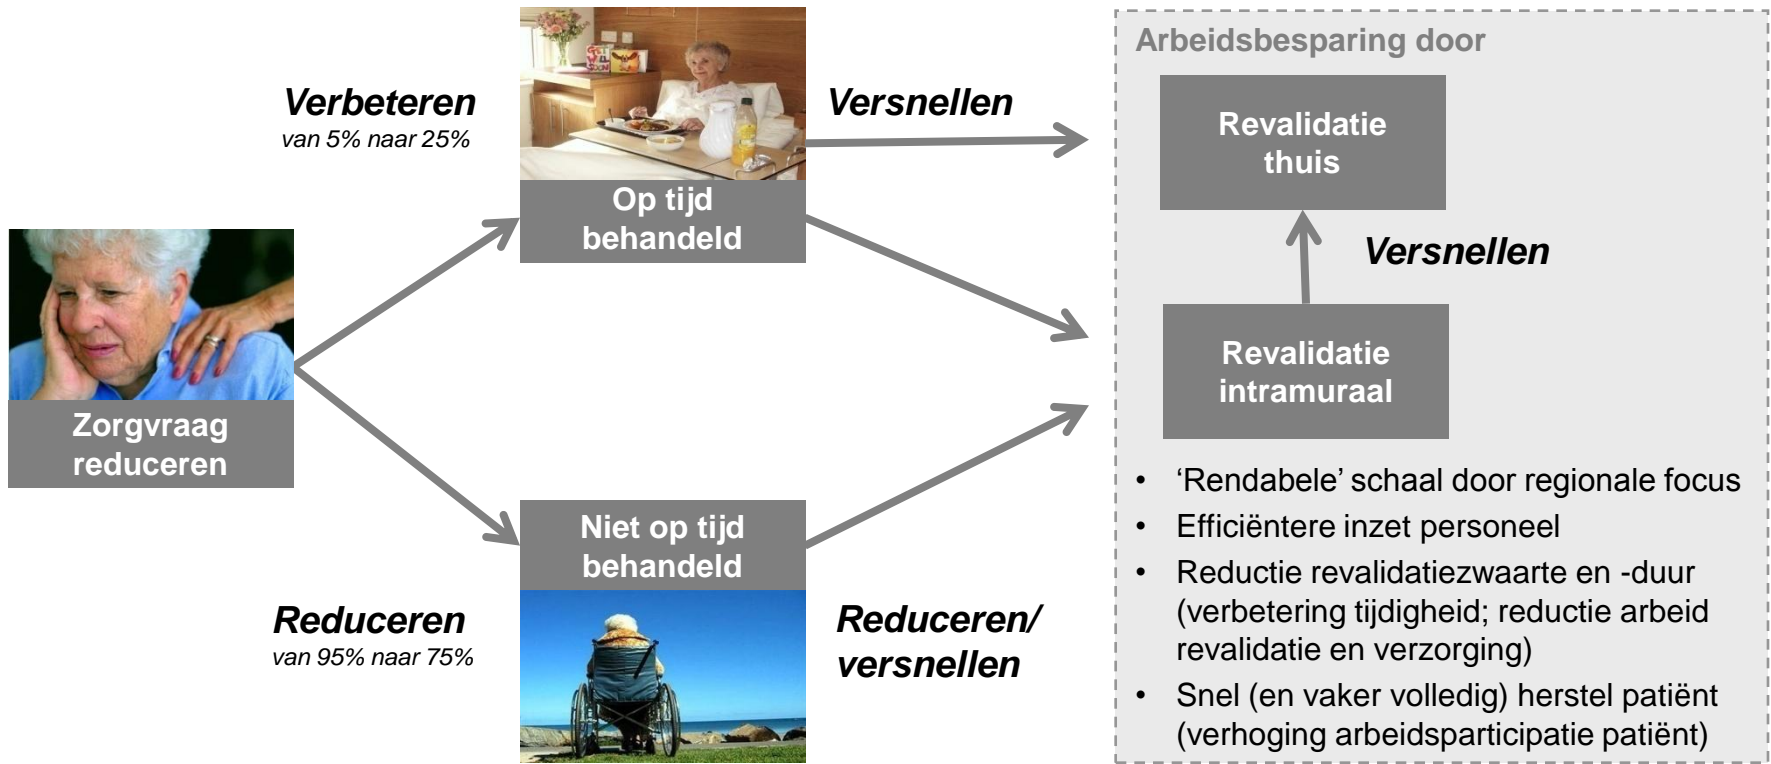 Arbeidsbesparing door
Verbeteren
van 5% naar 25%
Versnellen
Revalidatie
thuis
Op tijd
behandeld
Versnellen
Revalidatie
intramuraal
Zorgvraag
reduceren
Niet op tijd
behandeld
Reduceren
van 95% naar 75%
Reduceren/
versnellen
• ‘Rendabele’ schaal door regionale focus
• Efficiëntere inzet personeel
• Reductie revalidatiezwaarte en -duur
(verbetering tijdigheid; reductie arbeid
revalidatie en verzorging)
• Snel (en vaker volledig) herstel patiënt
(verhoging arbeidsparticipatie patiënt)